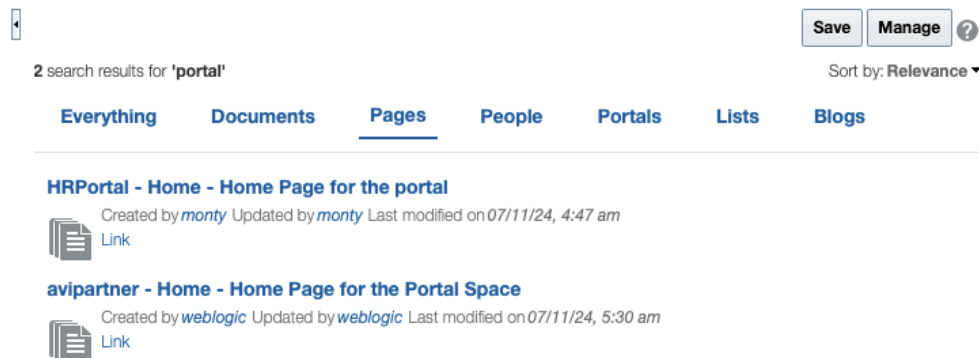 Save Manage ?
2 search results for 'portal' Sort by: Relevance
Everything Documents Pages People Portals Lists Blogs
HRPortal - Home - Home Page for the portal
Created by monty Updated by monty Last modified on 07/11/24, 4:47 am
Link
avipartner - Home - Home Page for the Portal Space
Created by weblogic Updated by weblogic Last modified on 07/11/24, 5:30 am
Link